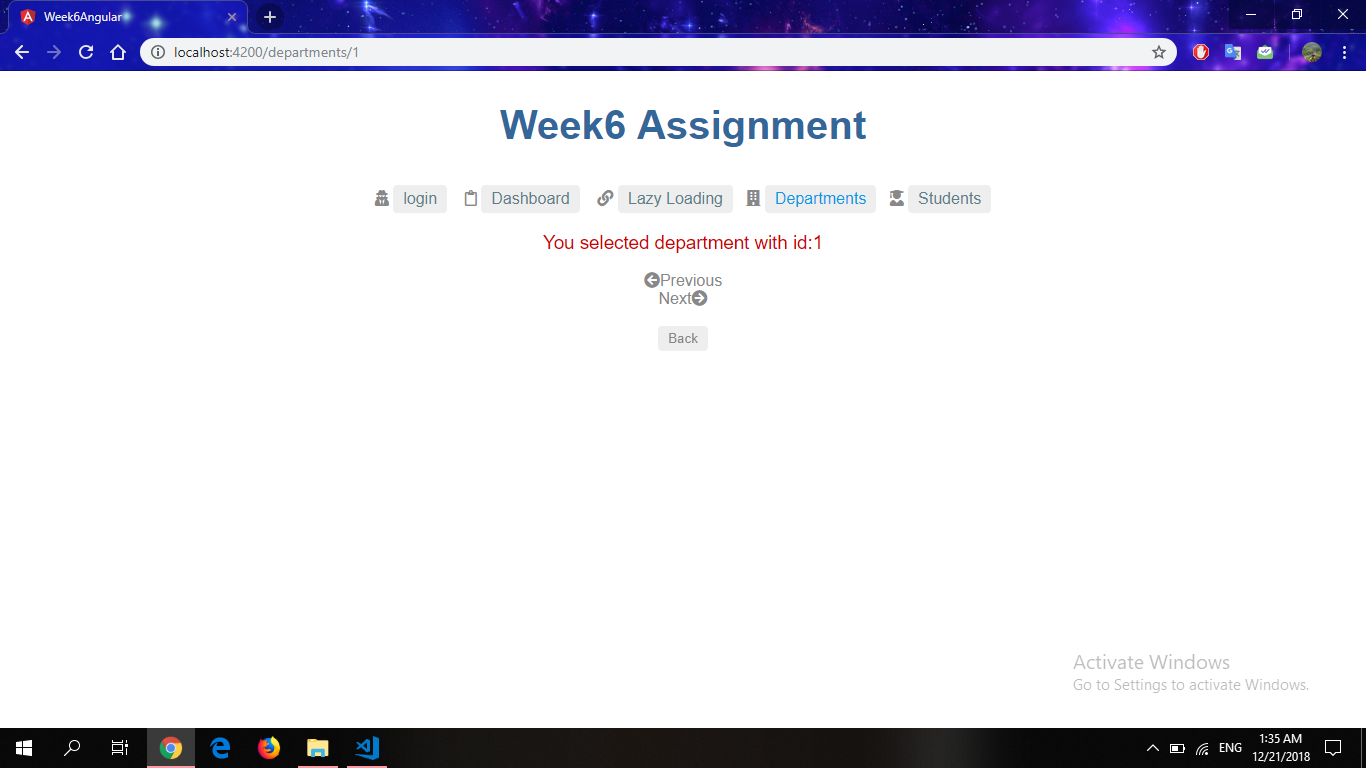 Week6Angular
localhost:4200/departments/1
Week6 Assignment
login Dashboard Lazy Loading Departments Students
You selected department with id:1
Previous
Next
Back
Activate Windows
Go to Settings to activate Windows.
ENG
1:35 AM
12/21/2018